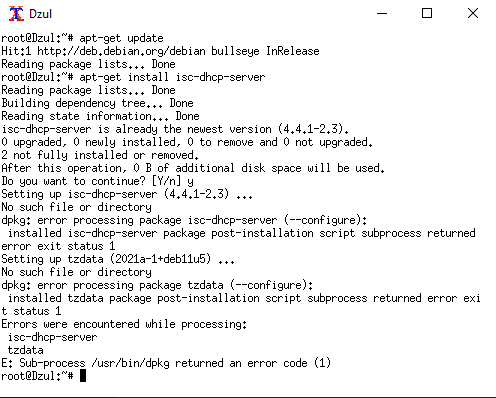 Dzul
root@Dzul:~# apt-get update
Hit:1 http://deb.debian.org/debian bullseye InRelease
Reading package lists... Done
root@Dzul:~# apt-get install isc-dhcp-server
Reading package lists... Done
Building dependency tree... Done
Reading state information... Done
isc-dhcp-server is already the newest version (4.4.1-2.3).
0 upgraded, 0 newly installed, 0 to remove and 0 not upgraded.
2 not fully installed or removed.
After this operation, 0 B of additional disk space will be used.
Do you want to continue? [Y/n] y
Setting up isc-dhcp-server (4.4.1-2.3) ...
No such file or directory
dpkg: error processing package isc-dhcp-server (--configure):
 installed isc-dhcp-server package post-installation script subprocess returned
error exit status 1
Setting up tzdata (2021a-1+deb11u5) ...
No such file or directory
dpkg: error processing package tzdata (--configure):
 installed tzdata package post-installation script subprocess returned error exi
t status 1
Errors were encountered while processing:
 isc-dhcp-server
 tzdata
E: Sub-process /usr/bin/dpkg returned an error code (1)
root@Dzul:~#